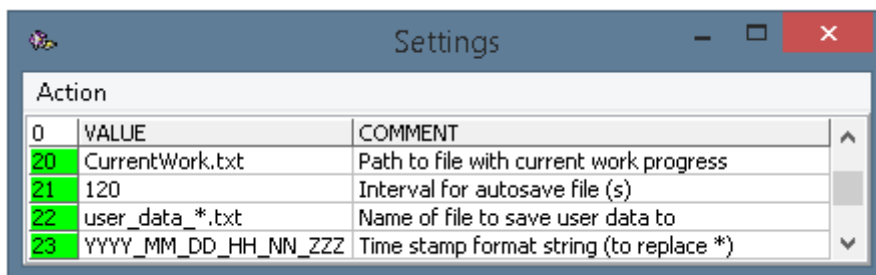 Settings
Action
0 VALUE COMMENT
20 CurrentWork.txt Path to file with current work progress
21 120 Interval for autosave file (s)
22 user_data_*.txt Name of file to save user data to
23 YYYY_MM_DD_HH_NN_ZZZ Time stamp format string (to replace *)